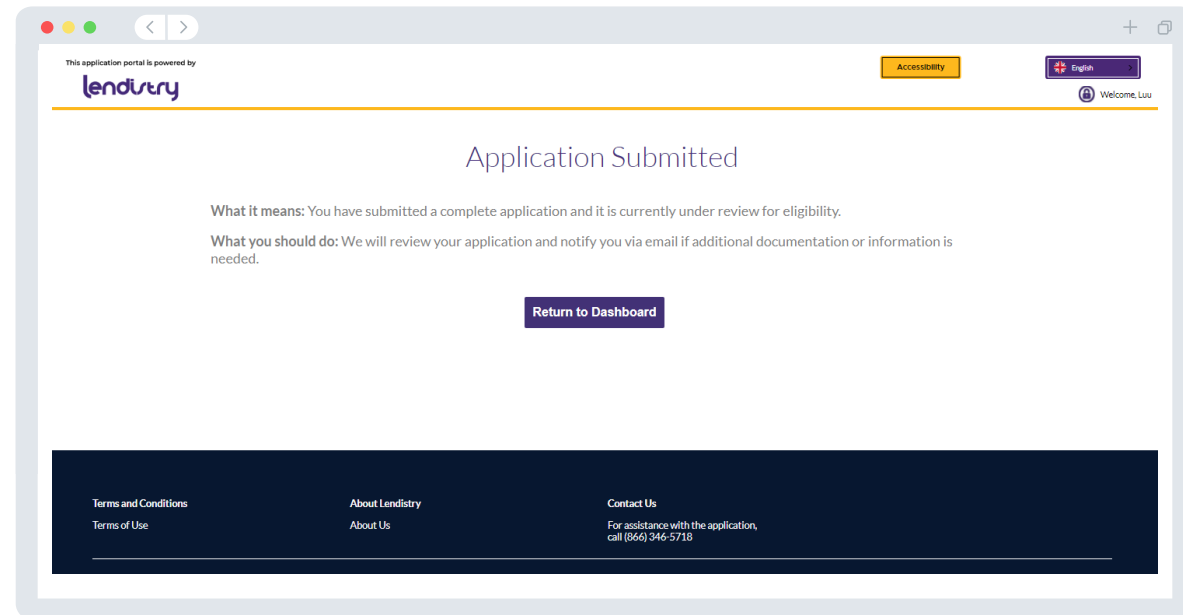 This application portal is powered by
lendistry
Accessibility
English
Welcome, Luu
Application Submitted
What it means: You have submitted a complete application and it is currently under review for eligibility.
What you should do: We will review your application and notify you via email if additional documentation or information is
needed.
Return to Dashboard
Terms and Conditions
Terms of Use
About Lendistry
About Us
Contact Us
For assistance with the application,
call (866) 346-5718